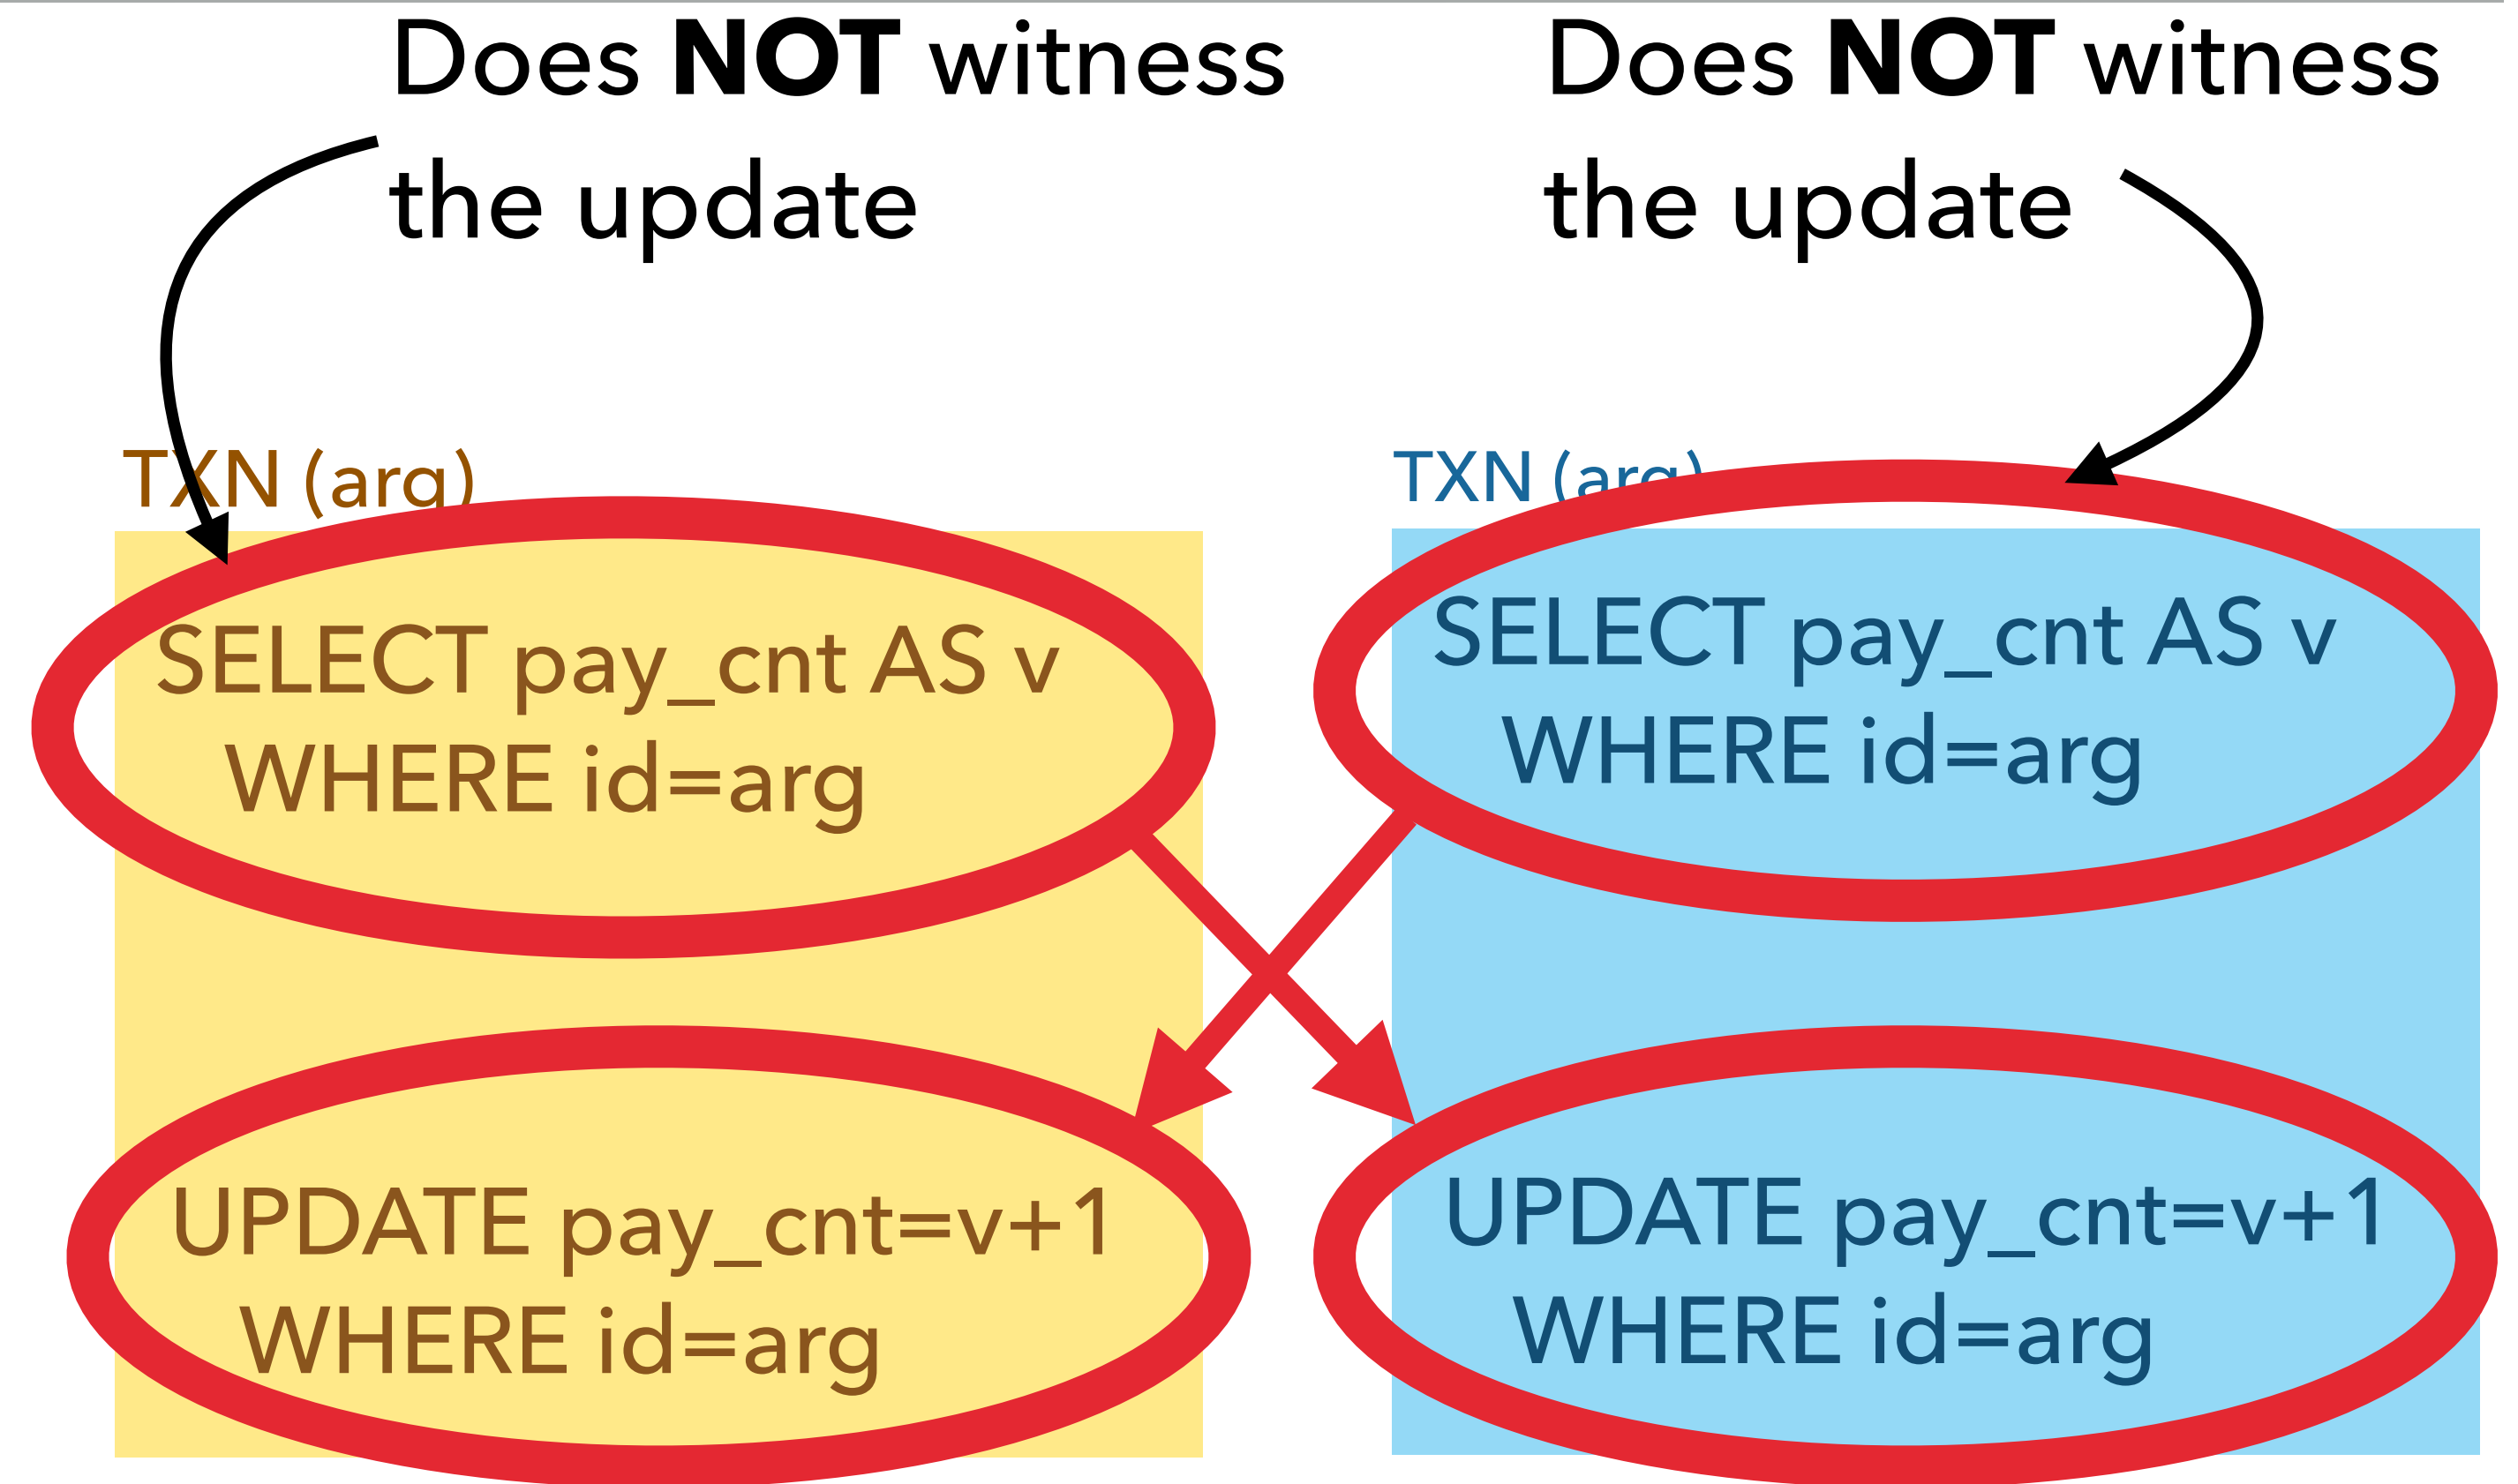 Does NOT witness
the update
Does NOT witness
the update
TXN (arg)
SELECT pay_cnt AS v
WHERE id=arg
UPDATE pay_cnt=v+1
WHERE id=arg
TXN (arg)
SELECT pay_cnt AS v
WHERE id=arg
UPDATE pay_cnt=v+1
WHERE id=arg